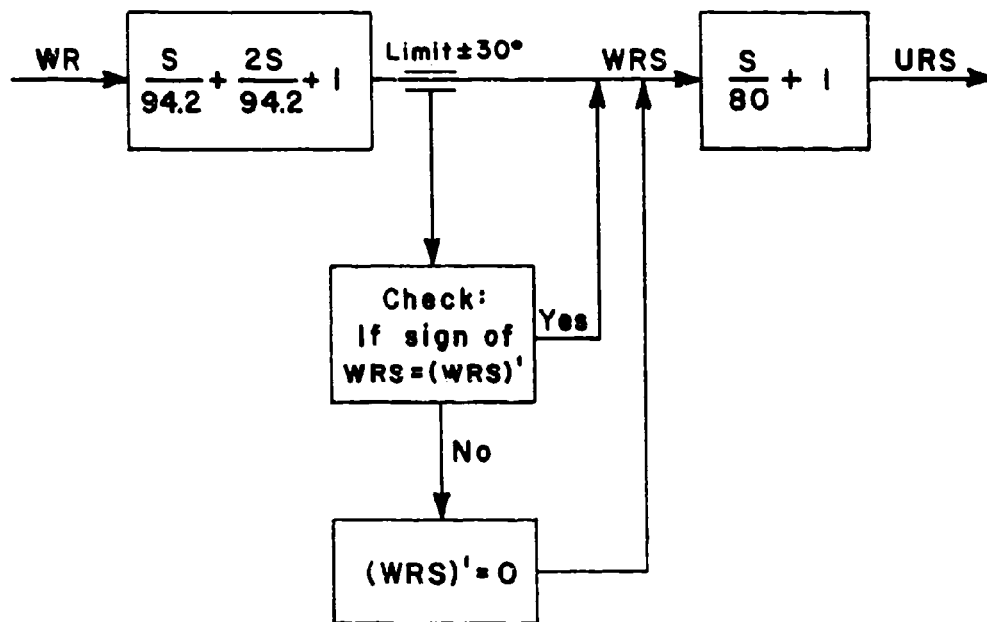 WR
S/94.2 + 2S/94.2 + 1
Limit±30°
WRS
S/80 + 1
URS
Check:
If sign of
WRS=(WRS)'
Yes
No
(WRS)'=0